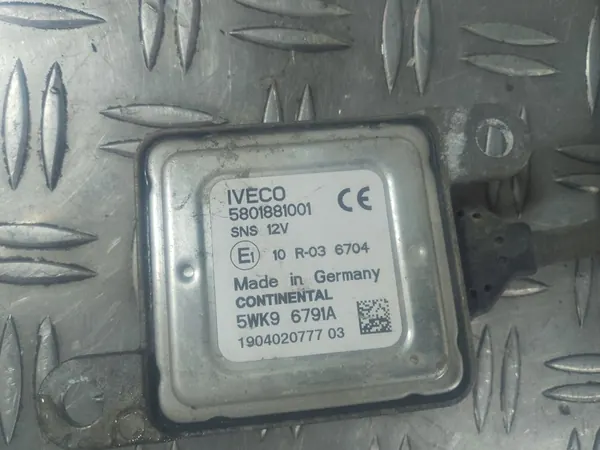 IVECO
5801881001
SNS 12V
CE
E1 10 R-03 6704
Made in Germany
CONTINENTAL
5WK9 6791A
1904020777 03